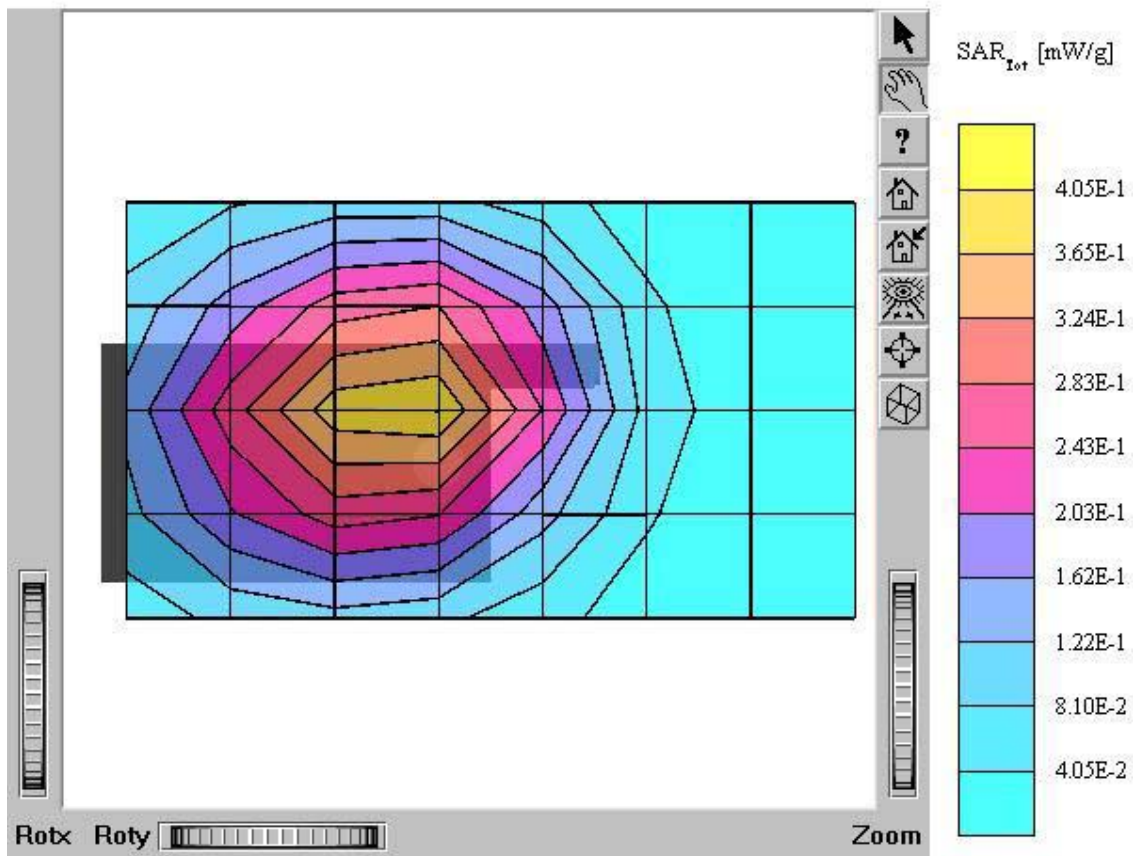 SAR_Tot [mW/g]
?
4.05E-1
3.65E-1
3.24E-1
2.83E-1
2.43E-1
2.03E-1
1.62E-1
1.22E-1
8.10E-2
4.05E-2
Rotx Roty Zoom